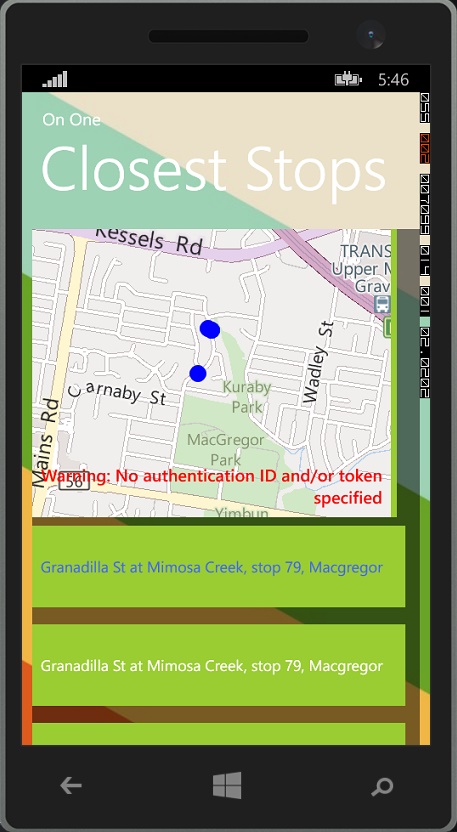 5:46
On One
Closest Stops
Kessels Rd
TRANS
Upper M
Grav
Wadley St
Carnaby St
Kuraby
Park
MacGregor
Park
Mains Rd
Warning: No authentication ID and/or token
specified
Yimbun
Granadilla St at Mimosa Creek, stop 79, Macgregor
Granadilla St at Mimosa Creek, stop 79, Macgregor